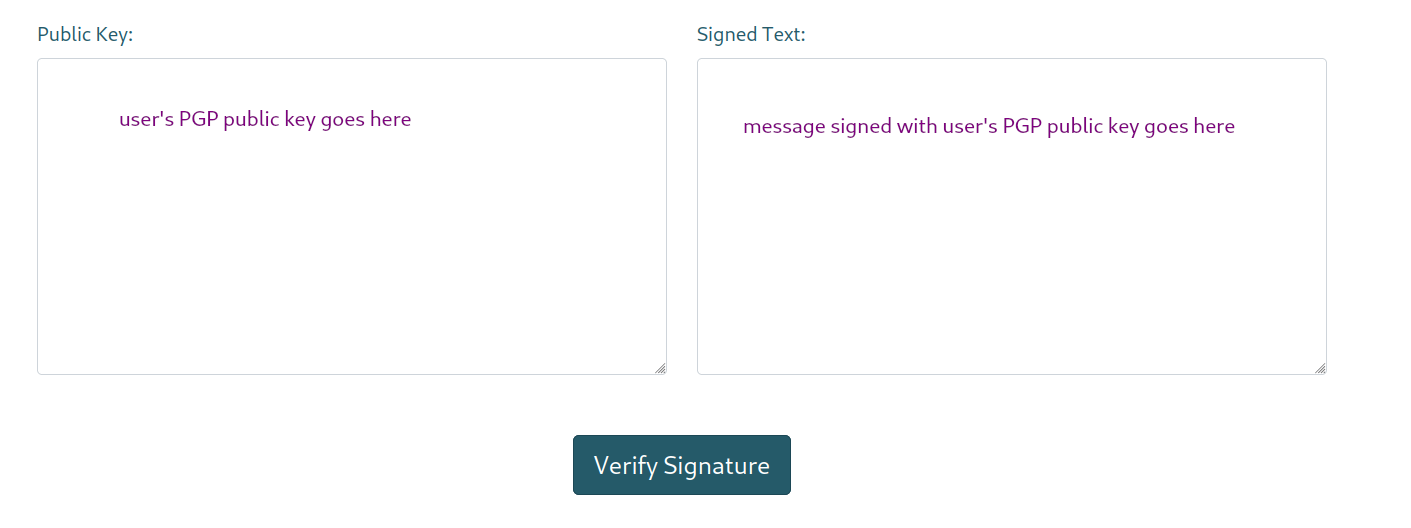 Public Key:
Signed Text:
user's PGP public key goes here
message signed with user's PGP public key goes here
Verify Signature